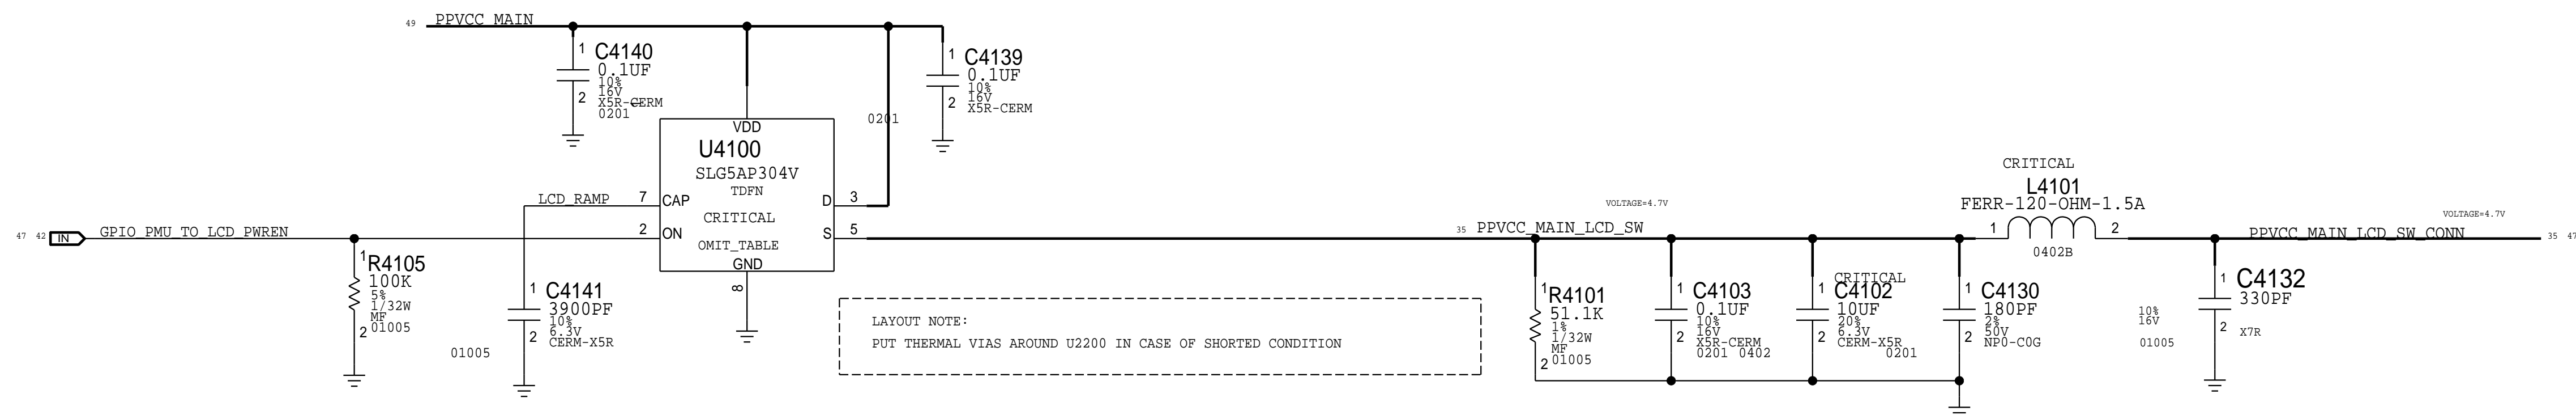 49 PPVCC_MAIN
1 C4140
0.1UF
10%
16V
2 X5R-CERM
0201
1 C4139
0.1UF
10%
16V
2 X5R-CERM
0201
VDD
U4100
SLG5AP304V
TDFN
LCD_RAMP 7 CAP
D 3
CRITICAL
47 42 IN GPIO_PMU_TO_LCD_PWREN 2 ON
S 5
OMIT_TABLE
GND
8
1 R4105
100K
5%
1/32W
MF
2 01005
1 C4141
3900PF
10%
6.3V
2 CERM-X5R
01005
LAYOUT NOTE:
PUT THERMAL VIAS AROUND U2200 IN CASE OF SHORTED CONDITION
VOLTAGE=4.7V
35 PPVCC_MAIN_LCD_SW
1 R4101
51.1K
1%
1/32W
MF
2 01005
1 C4103
0.1UF
10%
16V
2 X5R-CERM
0201 0402
CRITICAL
1 C4102
10UF
20%
6.3V
2 CERM-X5R
0201
1 C4130
180PF
2%
50V
2 NP0-C0G
CRITICAL
L4101
FERR-120-OHM-1.5A
1 2
0402B
VOLTAGE=4.7V
PPVCC_MAIN_LCD_SW_CONN 35 47
1 C4132
330PF
10%
16V
2 X7R
01005